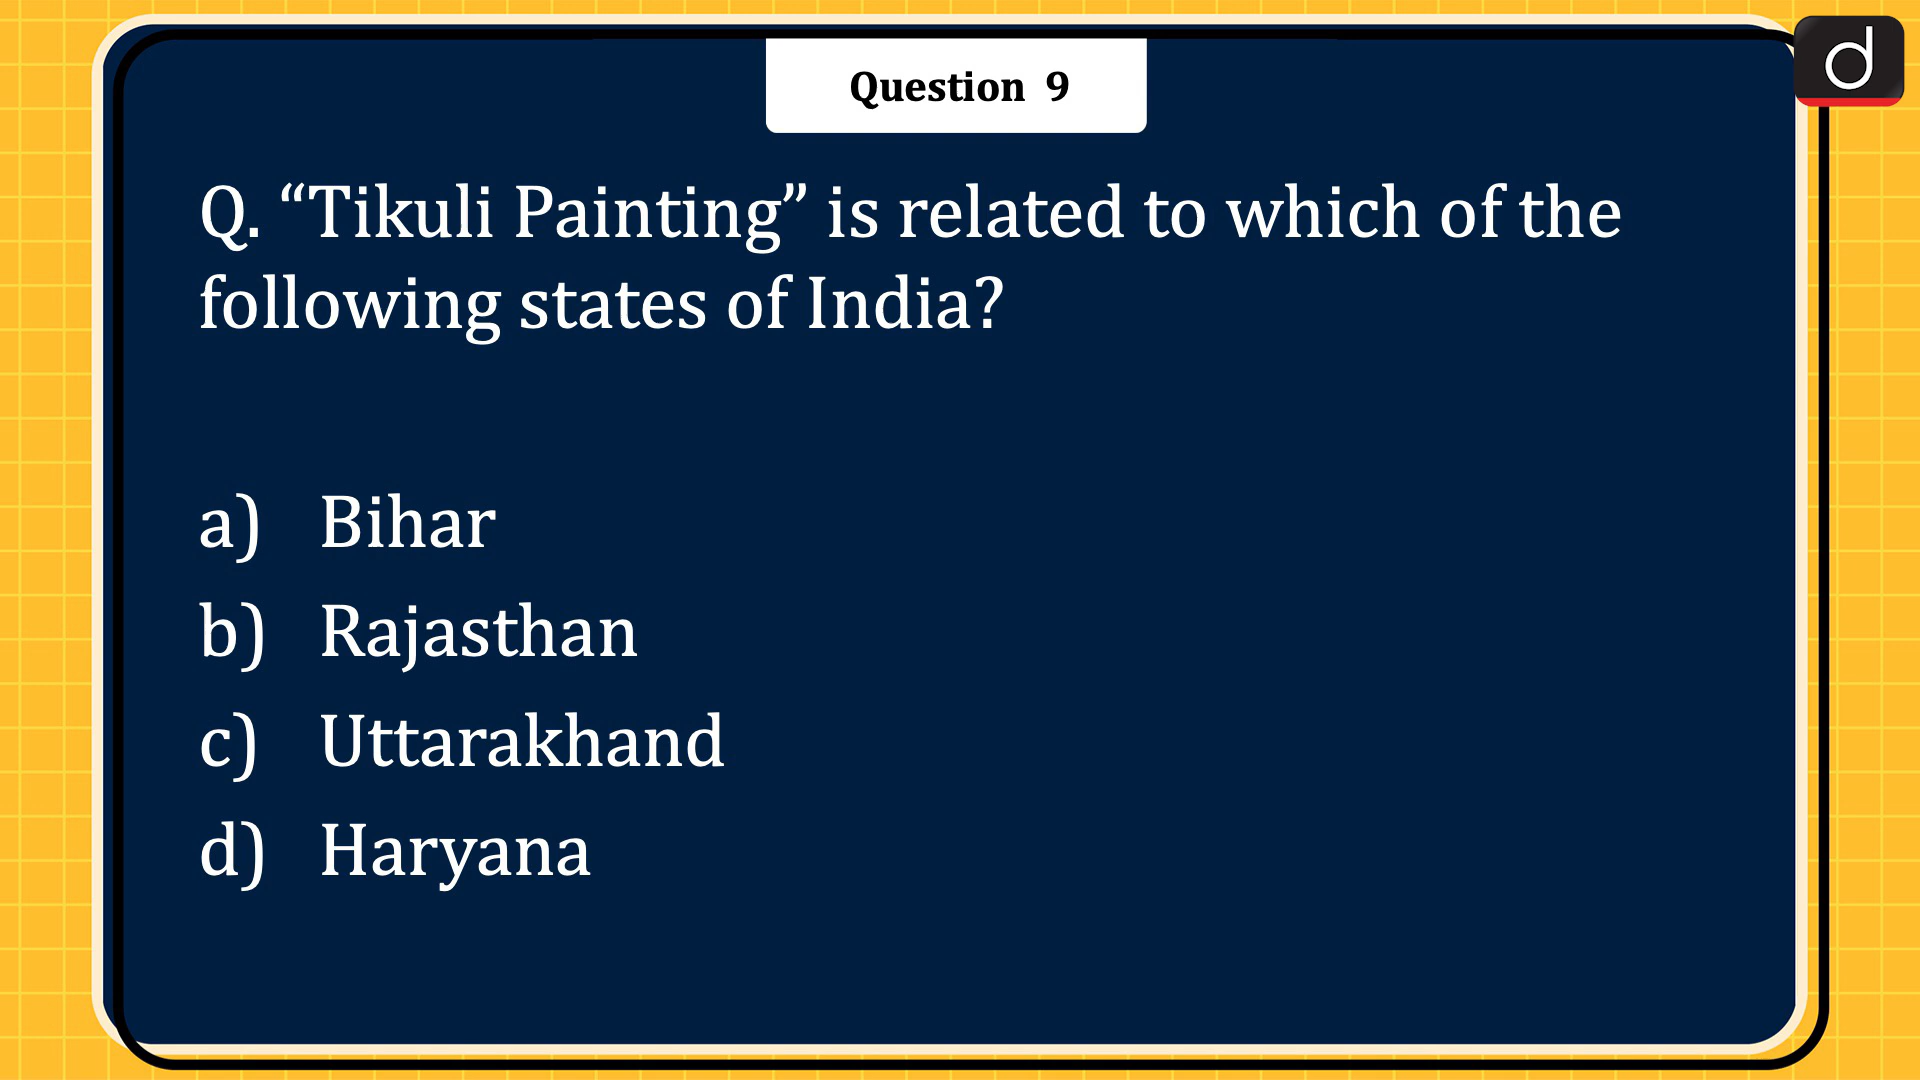 Question 9
Q. “Tikuli Painting” is related to which of the
following states of India?
a) Bihar
b) Rajasthan
c) Uttarakhand
d) Haryana
d